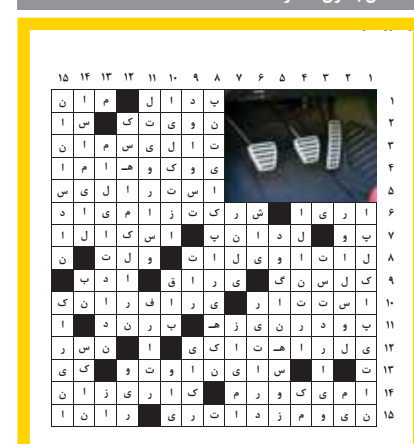 ۱ ۲ ۳ ۴ ۵ ۶ ۷ ۸ ۹ ۱۰ ۱۱ ۱۲ ۱۳ ۱۴ ۱۵
۱ پ د ا ل م ا ن
۲ ن و ی ت ک س ا
۳ ت ا ل ی س م ا ن
۴ ی و ک و هـ ا م ا
۵ ا س ت ر ا ل ی س
۶ ا ر ی ا ش ر ک ت ز ا م ی ا د
۷ پ و ل د ا ن پ ا س ک ا ل ا
۸ ل ا ت ا و ی ل ا ت و ل ت ن
۹ ک ل س ن گ ی ر ا ق ا د ب
۱۰ ا س ت ت ا ر ی ر ا ف ر ا ن ک
۱۱ پ و د ر ن ی ز هـ ب ر ن د ا
۱۲ ی ل ر ا هـ ت ا ک ی ا ن س ر
۱۳ ت ا س ا ی ن ا و ت و ک ی
۱۴ ا م ی ک و ر م ک ا ر ی ز ا ن
۱۵ ن ی و م ز د ا ت ر ی ر ا ن ا